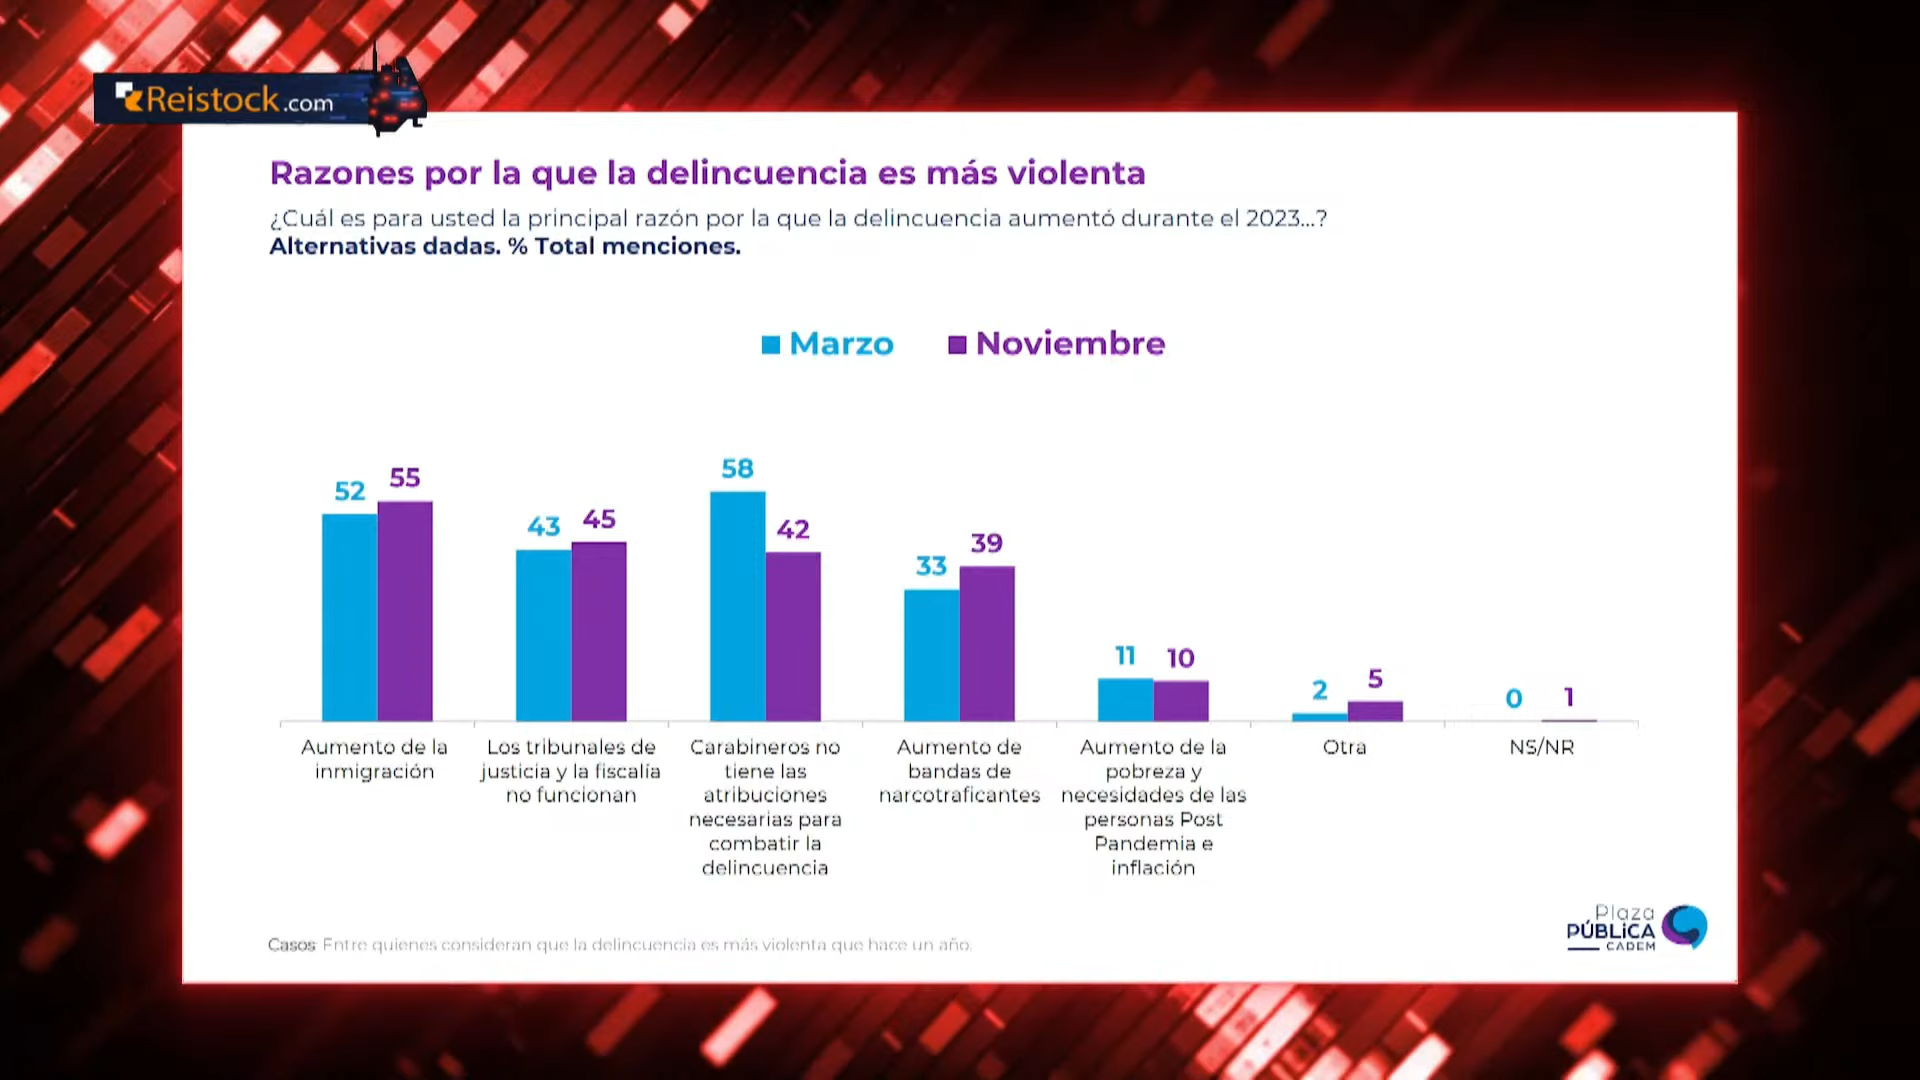 Reistock.com
Razones por la que la delincuencia es más violenta
¿Cuál es para usted la principal razón por la que la delincuencia aumentó durante el 2023...?
Alternativas dadas. % Total menciones.
Marzo Noviembre
52 55 43 45 58 42 33 39 11 10 2 5 0 1
Aumento de la
inmigración
Los tribunales de
justicia y la fiscalía
no funcionan
Carabineros no
tiene las
atribuciones
necesarias para
combatir la
delincuencia
Aumento de
bandas de
narcotraficantes
Aumento de la
pobreza y
necesidades de las
personas Post
Pandemia e
inflación
Otra
NS/NR
Casos: Entre quienes consideran que la delincuencia es más violenta que hace un año.
Plaza
PÚBLiCA
CADEM